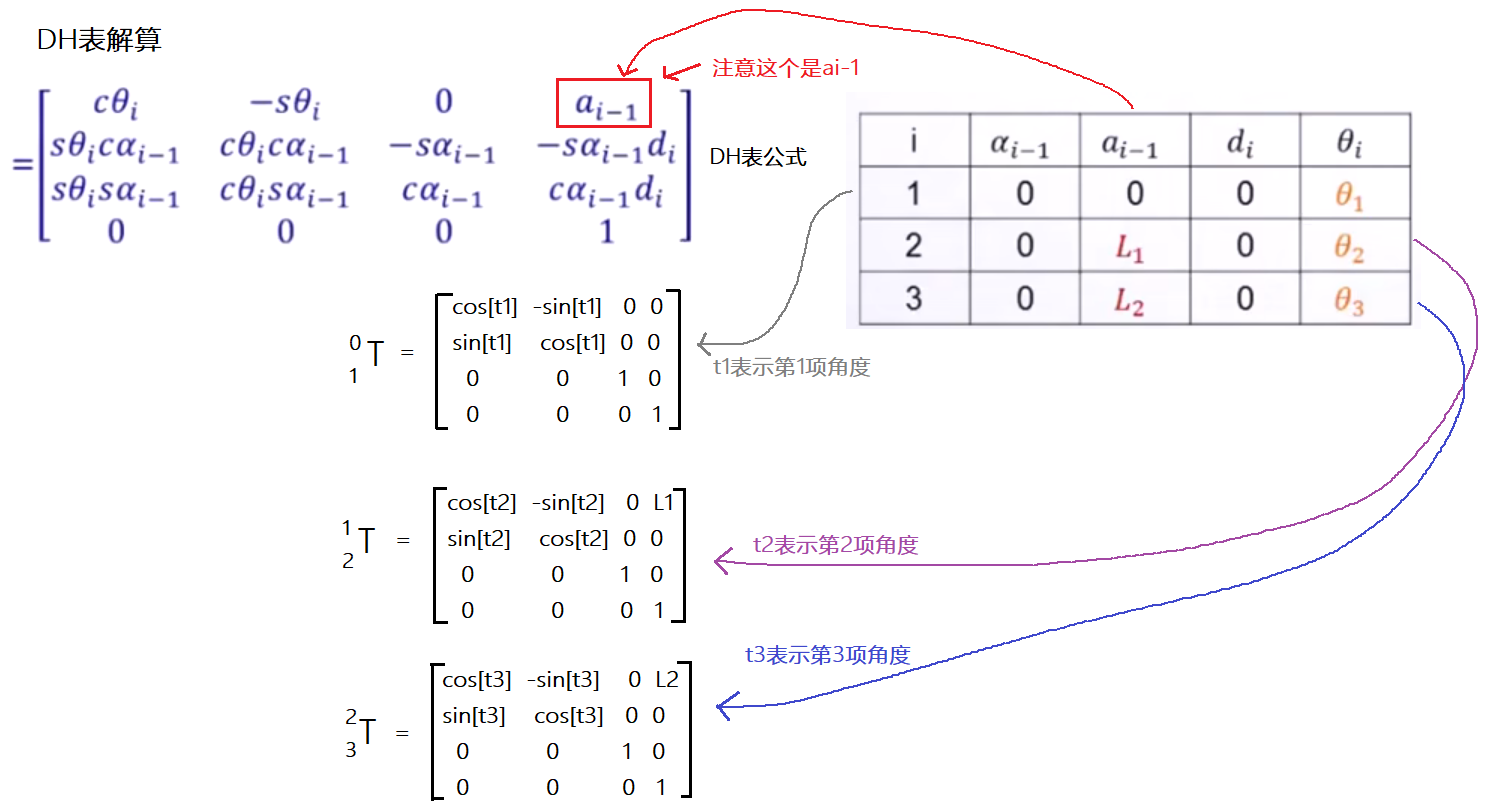 DH表解算
注意这个是ai-1
=
cθᵢ -sθᵢ 0 aᵢ₋₁
sθᵢcαᵢ₋₁ cθᵢcαᵢ₋₁ -sαᵢ₋₁ -sαᵢ₋₁dᵢ
sθᵢsαᵢ₋₁ cθᵢsαᵢ₋₁ cαᵢ₋₁ cαᵢ₋₁dᵢ
0 0 0 1
DH表公式
i αᵢ₋₁ aᵢ₋₁ dᵢ θᵢ
1 0 0 0 θ₁
2 0 L₁ 0 θ₂
3 0 L₂ 0 θ₃
0
1
T =
cos[t1] -sin[t1] 0 0
sin[t1] cos[t1] 0 0
0 0 1 0
0 0 0 1
t1表示第1项角度
1
2
T =
cos[t2] -sin[t2] 0 L1
sin[t2] cos[t2] 0 0
0 0 1 0
0 0 0 1
t2表示第2项角度
2
3
T =
cos[t3] -sin[t3] 0 L2
sin[t3] cos[t3] 0 0
0 0 1 0
0 0 0 1
t3表示第3项角度